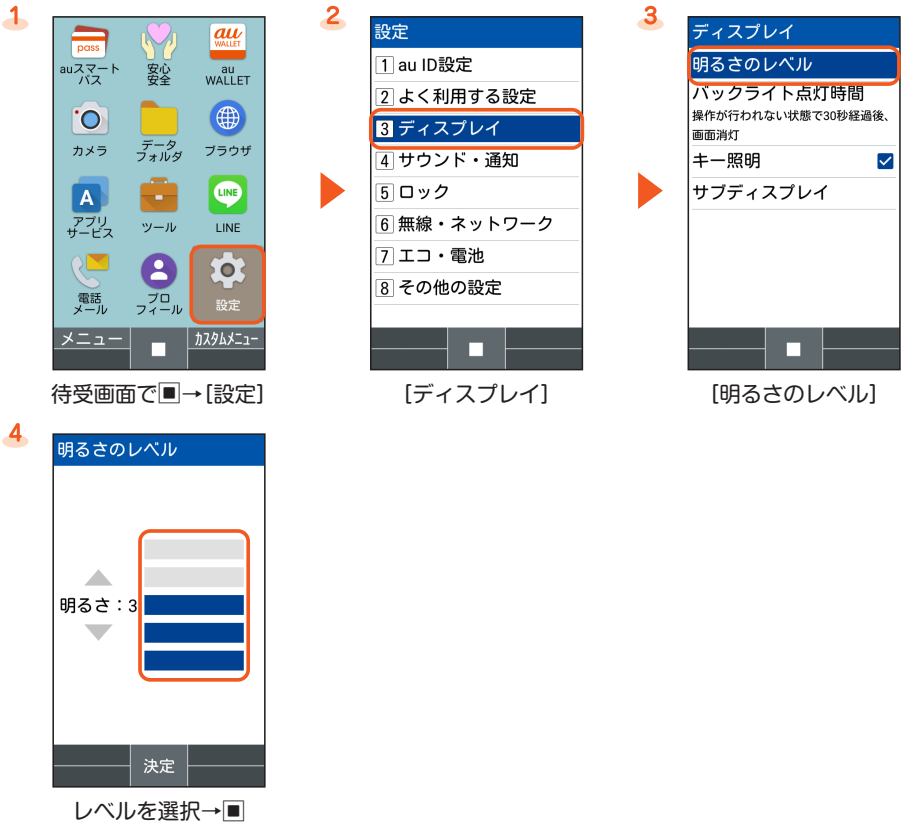 1
pass
auスマート
パス
安心
安全
au
WALLET
au
WALLET
カメラ
データ
フォルダ
ブラウザ
A
アプリ
サービス
ツール
LINE
LINE
電話
メール
プロ
フィール
設定
メニュー
カスタムメニュー
待受画面で▣→[設定]
2
設定
1 au ID設定
2 よく利用する設定
3 ディスプレイ
4 サウンド・通知
5 ロック
6 無線・ネットワーク
7 エコ・電池
8 その他の設定
[ディスプレイ]
3
ディスプレイ
明るさのレベル
バックライト点灯時間
操作が行われない状態で30秒経過後、
画面消灯
キー照明
サブディスプレイ
[明るさのレベル]
4
明るさのレベル
明るさ：3
決定
レベルを選択→▣